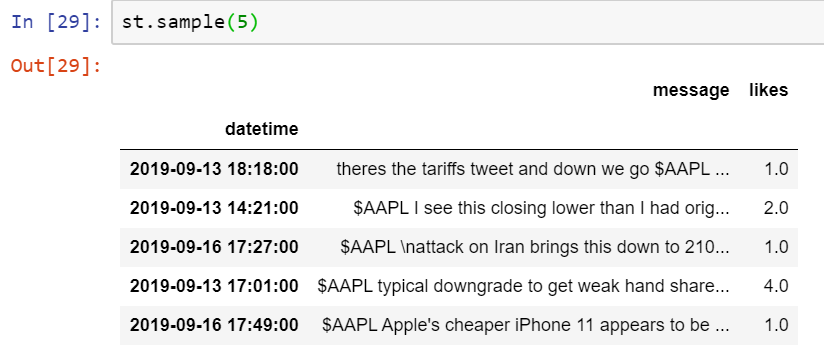 In [29]: st.sample(5)
Out[29]:
message likes
datetime
2019-09-13 18:18:00 theres the tariffs tweet and down we go $AAPL ... 1.0
2019-09-13 14:21:00 $AAPL I see this closing lower than I had orig... 2.0
2019-09-16 17:27:00 $AAPL \nattack on Iran brings this down to 210... 1.0
2019-09-13 17:01:00 $AAPL typical downgrade to get weak hand share... 4.0
2019-09-16 17:49:00 $AAPL Apple's cheaper iPhone 11 appears to be ... 1.0